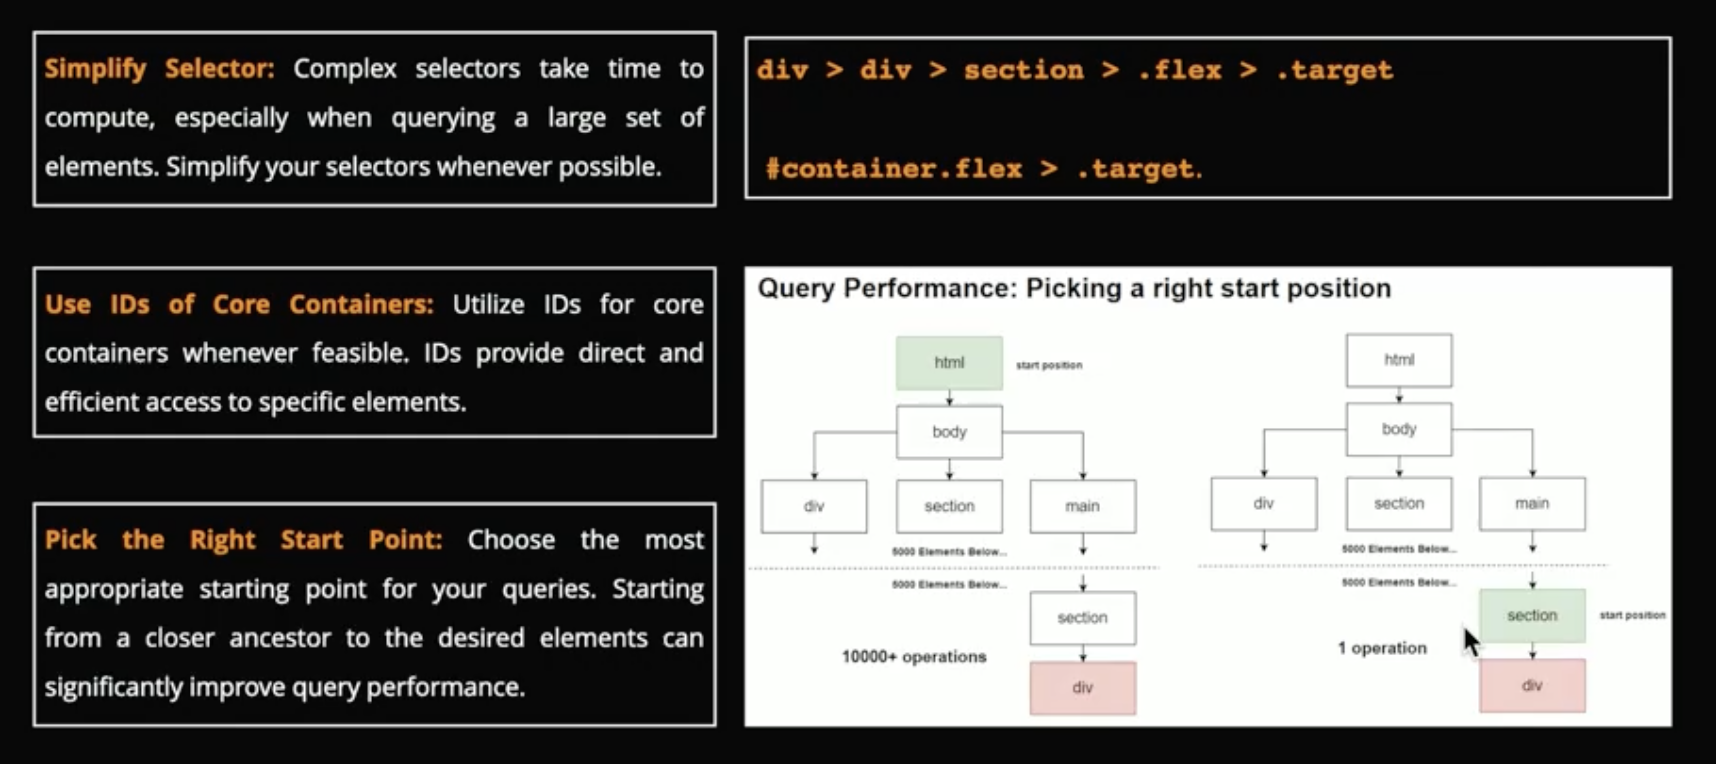 Simplify Selector: Complex selectors take time to
compute, especially when querying a large set of
elements. Simplify your selectors whenever possible.
div > div > section > .flex > .target
#container.flex > .target.
Use IDs of Core Containers: Utilize IDs for core
containers whenever feasible. IDs provide direct and
efficient access to specific elements.
Pick the Right Start Point: Choose the most
appropriate starting point for your queries. Starting
from a closer ancestor to the desired elements can
significantly improve query performance.
Query Performance: Picking a right start position
html
start position
body
div
section
main
5000 Elements Below...
5000 Elements Below...
section
10000+ operations
div
html
body
div
section
main
5000 Elements Below...
5000 Elements Below...
section
start position
1 operation
div